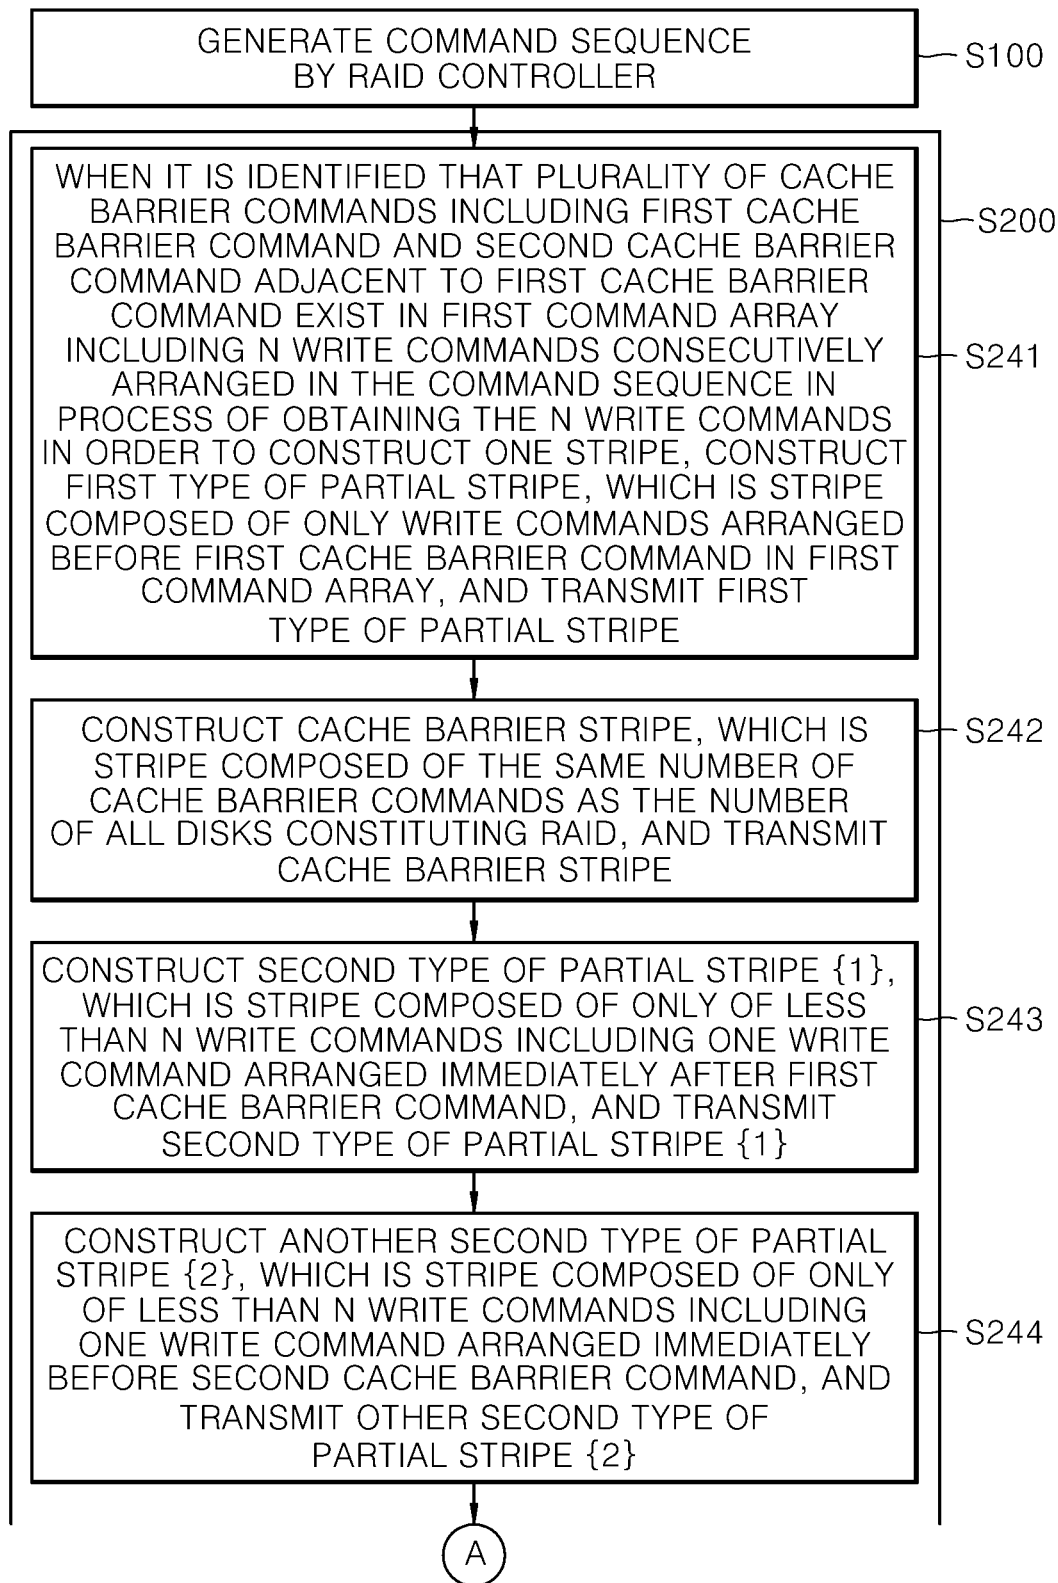 GENERATE COMMAND SEQUENCE
BY RAID CONTROLLER
S100
WHEN IT IS IDENTIFIED THAT PLURALITY OF CACHE
BARRIER COMMANDS INCLUDING FIRST CACHE
BARRIER COMMAND AND SECOND CACHE BARRIER
COMMAND ADJACENT TO FIRST CACHE BARRIER
COMMAND EXIST IN FIRST COMMAND ARRAY
INCLUDING N WRITE COMMANDS CONSECUTIVELY
ARRANGED IN THE COMMAND SEQUENCE IN
PROCESS OF OBTAINING THE N WRITE COMMANDS
IN ORDER TO CONSTRUCT ONE STRIPE, CONSTRUCT
FIRST TYPE OF PARTIAL STRIPE, WHICH IS STRIPE
COMPOSED OF ONLY WRITE COMMANDS ARRANGED
BEFORE FIRST CACHE BARRIER COMMAND IN FIRST
COMMAND ARRAY, AND TRANSMIT FIRST
TYPE OF PARTIAL STRIPE
S200
S241
CONSTRUCT CACHE BARRIER STRIPE, WHICH IS
STRIPE COMPOSED OF THE SAME NUMBER OF
CACHE BARRIER COMMANDS AS THE NUMBER
OF ALL DISKS CONSTITUTING RAID, AND TRANSMIT
CACHE BARRIER STRIPE
S242
CONSTRUCT SECOND TYPE OF PARTIAL STRIPE {1},
WHICH IS STRIPE COMPOSED OF ONLY OF LESS
THAN N WRITE COMMANDS INCLUDING ONE WRITE
COMMAND ARRANGED IMMEDIATELY AFTER FIRST
CACHE BARRIER COMMAND, AND TRANSMIT
SECOND TYPE OF PARTIAL STRIPE {1}
S243
CONSTRUCT ANOTHER SECOND TYPE OF PARTIAL
STRIPE {2}, WHICH IS STRIPE COMPOSED OF ONLY
OF LESS THAN N WRITE COMMANDS INCLUDING
ONE WRITE COMMAND ARRANGED IMMEDIATELY
BEFORE SECOND CACHE BARRIER COMMAND, AND
TRANSMIT OTHER SECOND TYPE OF
PARTIAL STRIPE {2}
S244
A